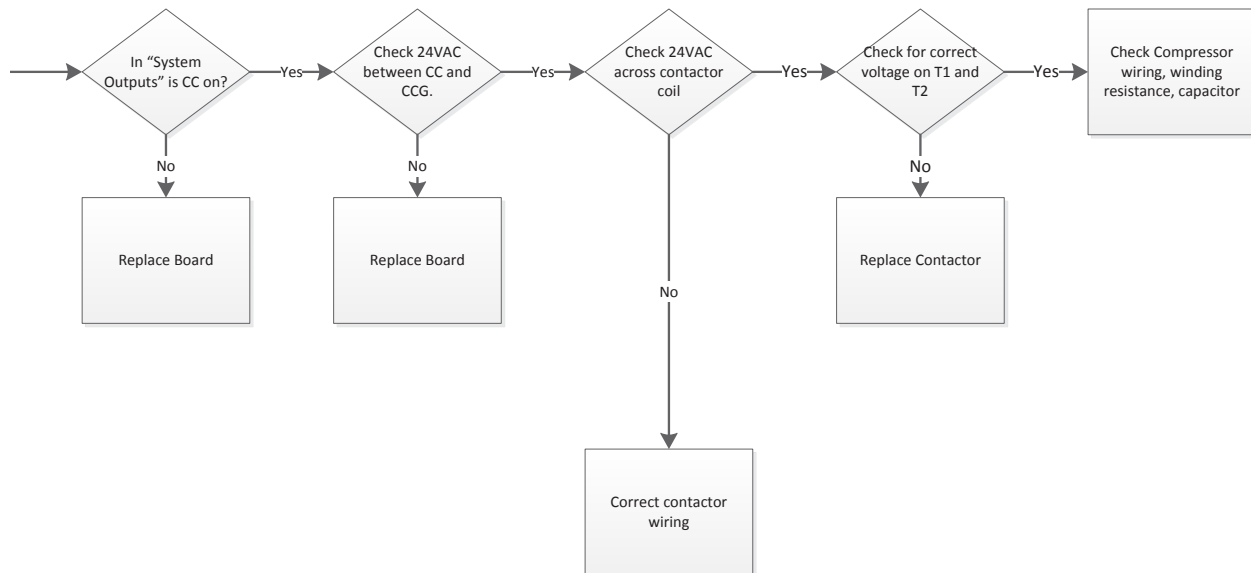 In “System
Outputs” is CC on?
Yes
Check 24VAC
between CC and
CCG.
Yes
Check 24VAC
across contactor
coil
Yes
Check for correct
voltage on T1 and
T2
Yes
Check Compressor
wiring, winding
resistance, capacitor
No
No
No
Replace Board
Replace Board
Replace Contactor
No
Correct contactor
wiring